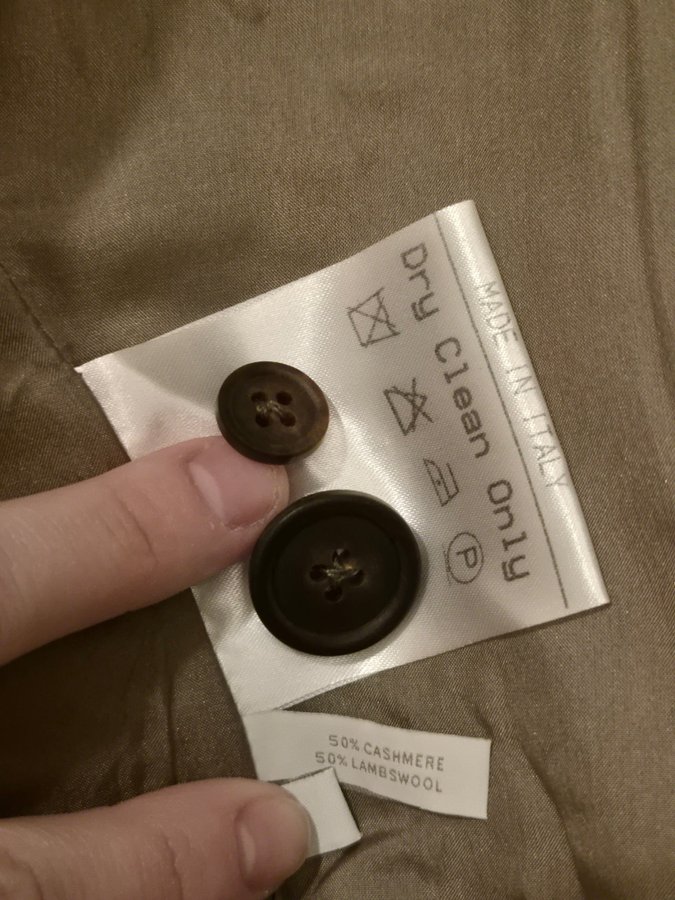 MADE IN ITALY
Dry Clean Only
P
50% CASHMERE
50% LAMBSWOOL